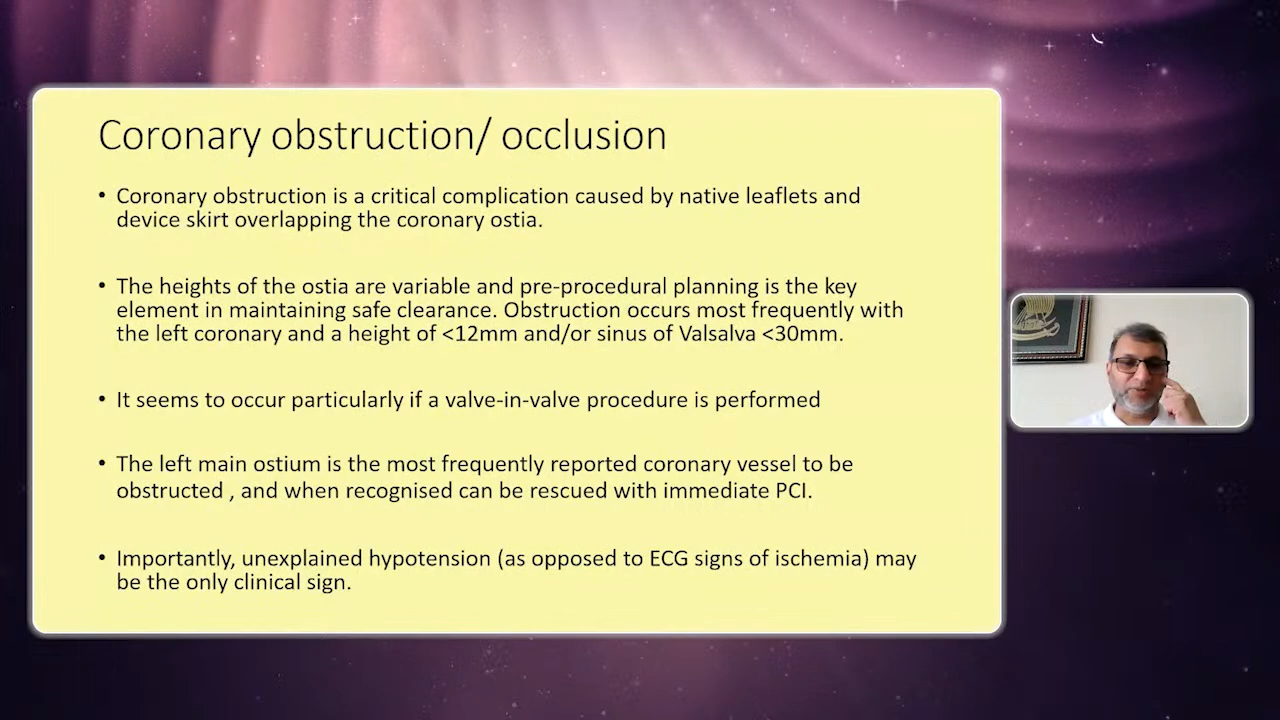 Coronary obstruction/ occlusion
• Coronary obstruction is a critical complication caused by native leaflets and
device skirt overlapping the coronary ostia.
• The heights of the ostia are variable and pre-procedural planning is the key
element in maintaining safe clearance. Obstruction occurs most frequently with
the left coronary and a height of <12mm and/or sinus of Valsalva <30mm.
• It seems to occur particularly if a valve-in-valve procedure is performed
• The left main ostium is the most frequently reported coronary vessel to be
obstructed , and when recognised can be rescued with immediate PCI.
• Importantly, unexplained hypotension (as opposed to ECG signs of ischemia) may
be the only clinical sign.